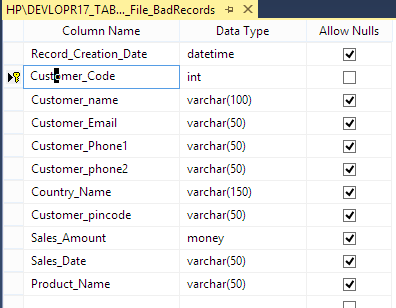 HP\DEVLOPR17_TAB..._File_BadRecords
Column Name Data Type Allow Nulls
Record_Creation_Date datetime
Customer_Code int
Customer_name varchar(100)
Customer_Email varchar(50)
Customer_Phone1 varchar(50)
Customer_phone2 varchar(50)
Country_Name varchar(150)
Customer_pincode varchar(50)
Sales_Amount money
Sales_Date varchar(50)
Product_Name varchar(50)